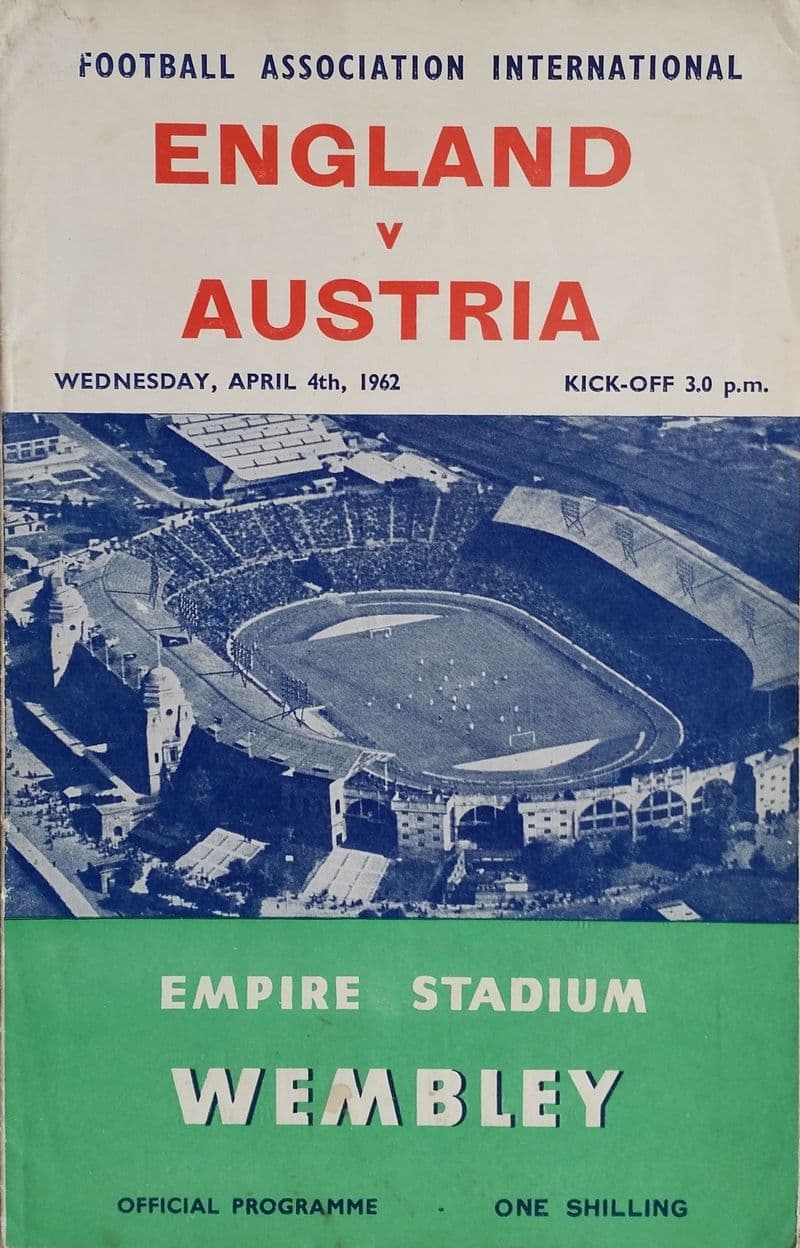 FOOTBALL ASSOCIATION INTERNATIONAL
ENGLAND
v
AUSTRIA
WEDNESDAY, APRIL 4th, 1962 KICK-OFF 3.0 p.m.
EMPIRE STADIUM
WEMBLEY
OFFICIAL PROGRAMME - ONE SHILLING